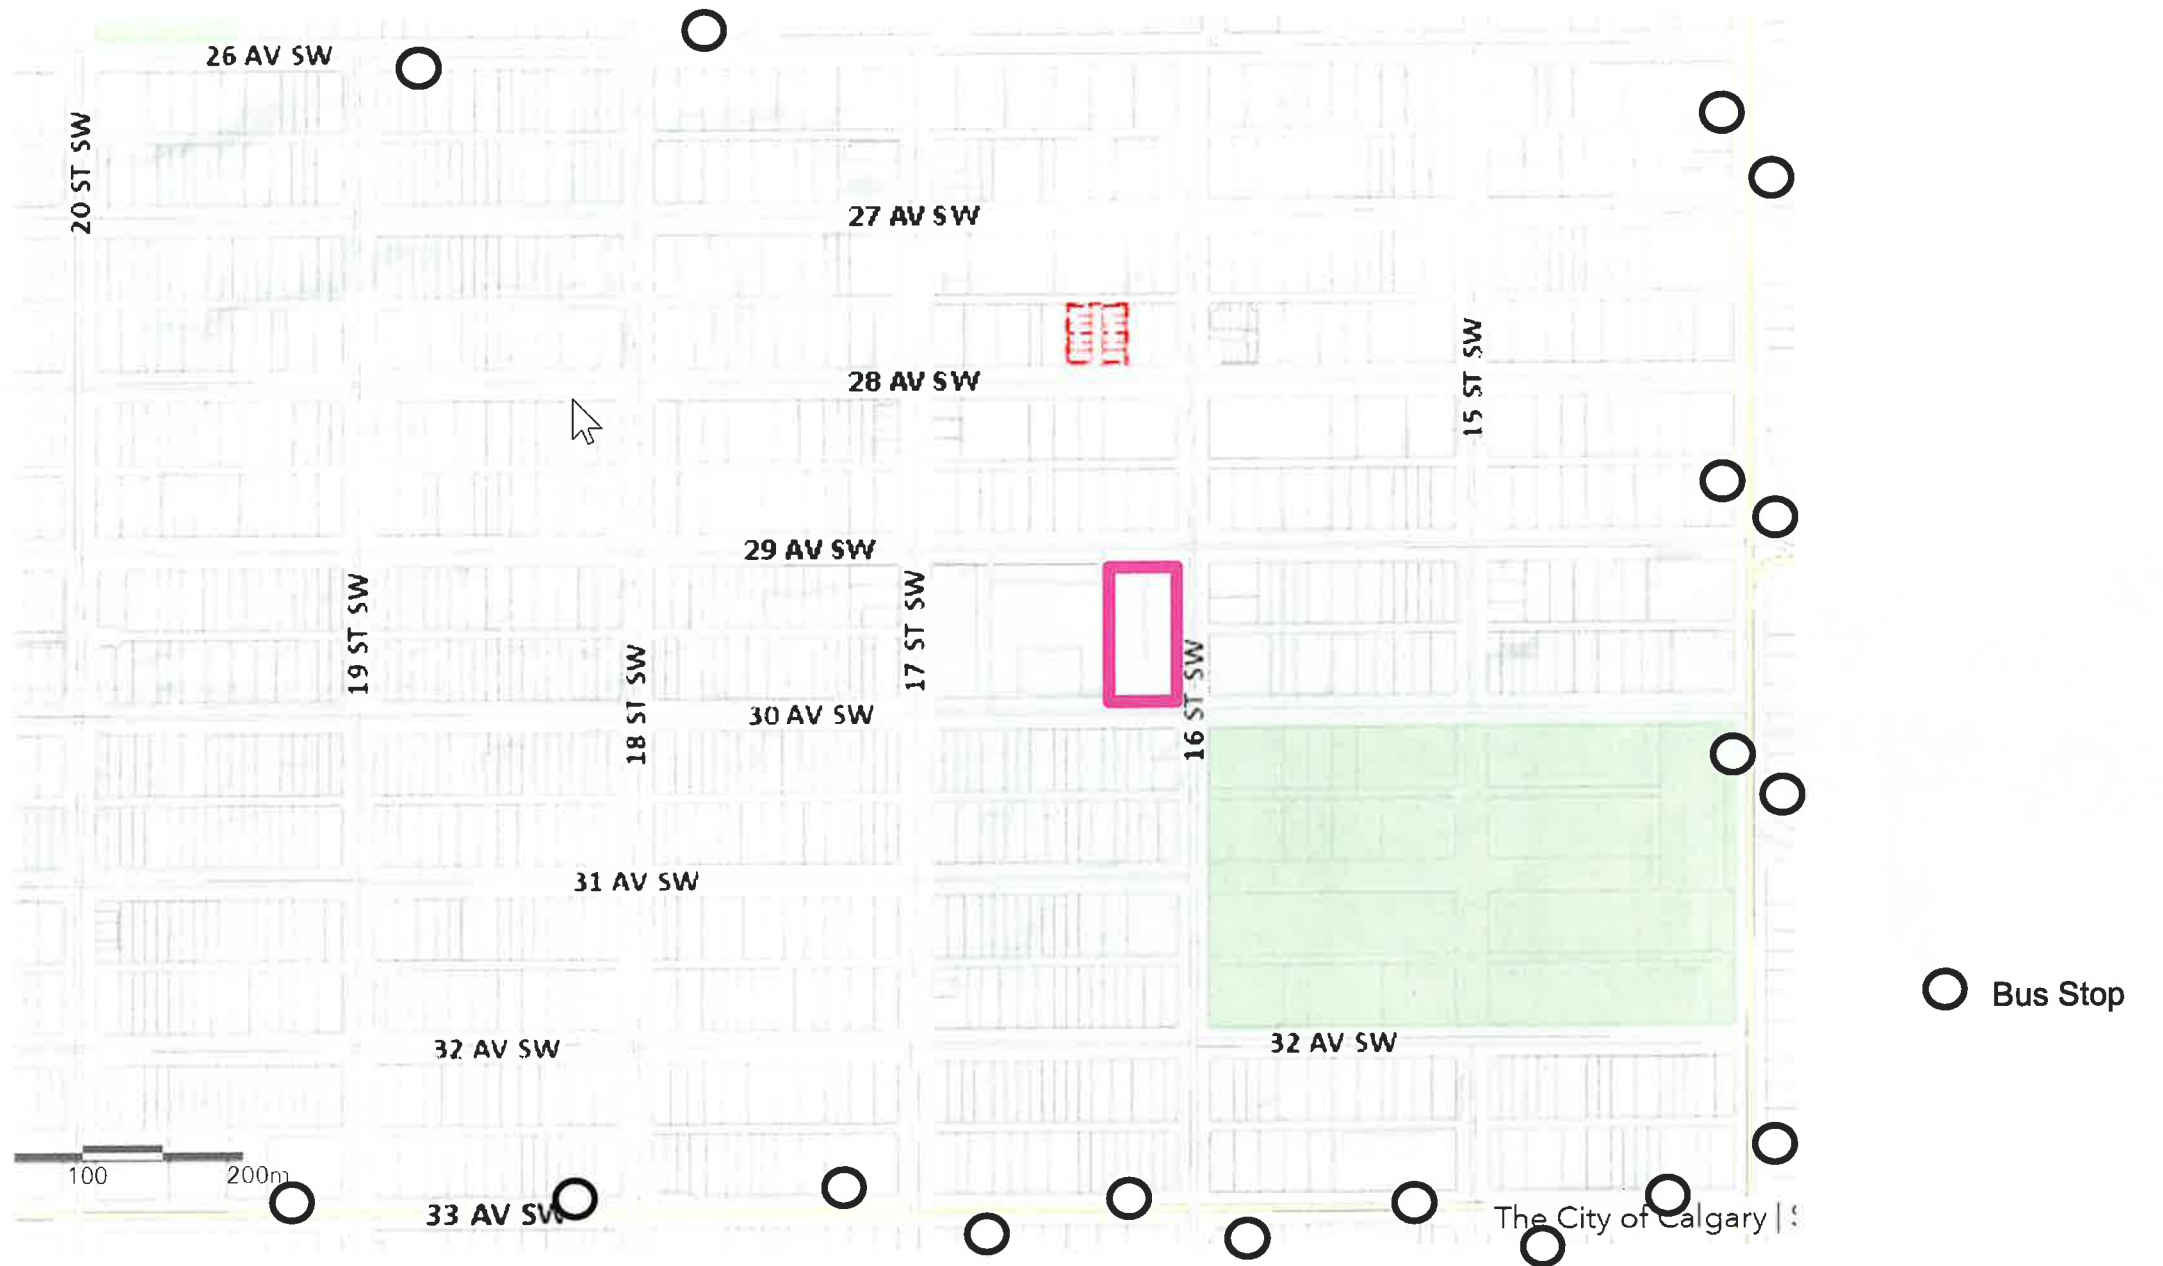 26 AV SW
20 ST SW
27 AV SW
28 AV SW
15 ST SW
29 AV SW
19 ST SW
17 ST SW
18 ST SW
16 ST SW
30 AV SW
31 AV SW
Bus Stop
32 AV SW
32 AV SW
100
200m
33 AV SW
The City of Calgary |